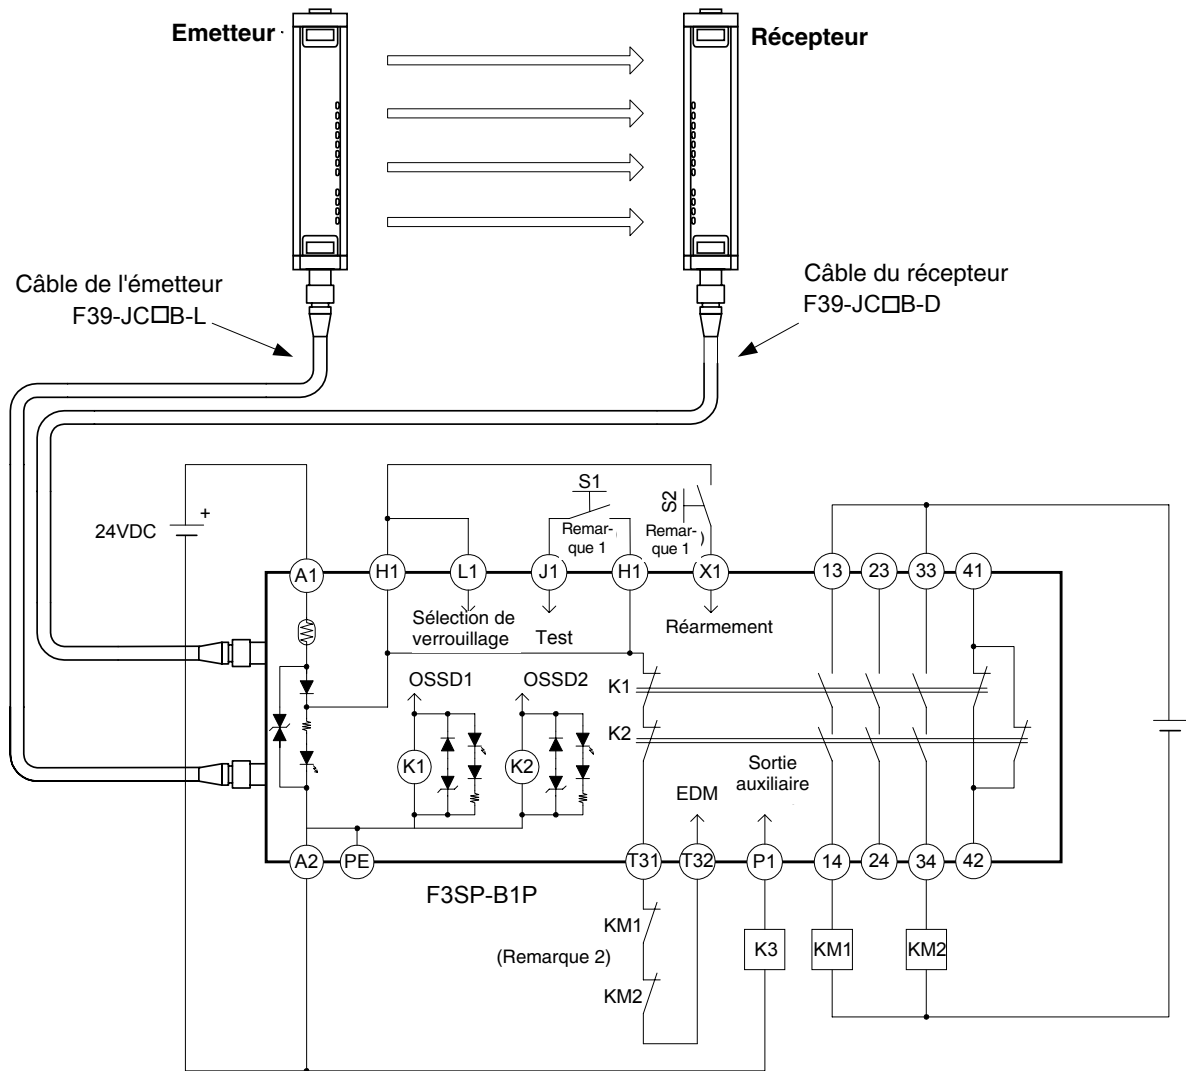 Emetteur
Récepteur
Câble de l'émetteur
F39-JC□B-L
Câble du récepteur
F39-JC□B-D
24VDC
+
S1
S2
Remar-
que 1
Remar-
que 1
)
A1
H1
L1
J1
H1
X1
13
23
33
41
Sélection de
verrouillage
Test
Réarmement
OSSD1
OSSD2
K1
K2
K1
K2
Sortie
auxiliaire
EDM
A2
PE
T31
T32
P1
14
24
34
42
F3SP-B1P
KM1
(Remarque 2)
KM2
K3
KM1
KM2